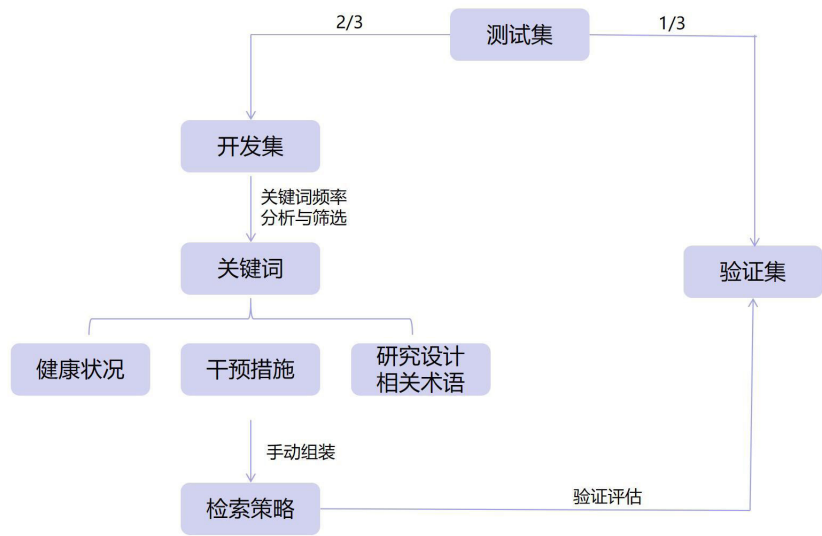 2/3
测试集
1/3
开发集
关键词频率
分析与筛选
关键词
验证集
健康状况
干预措施
研究设计
相关术语
手动组装
检索策略
验证评估